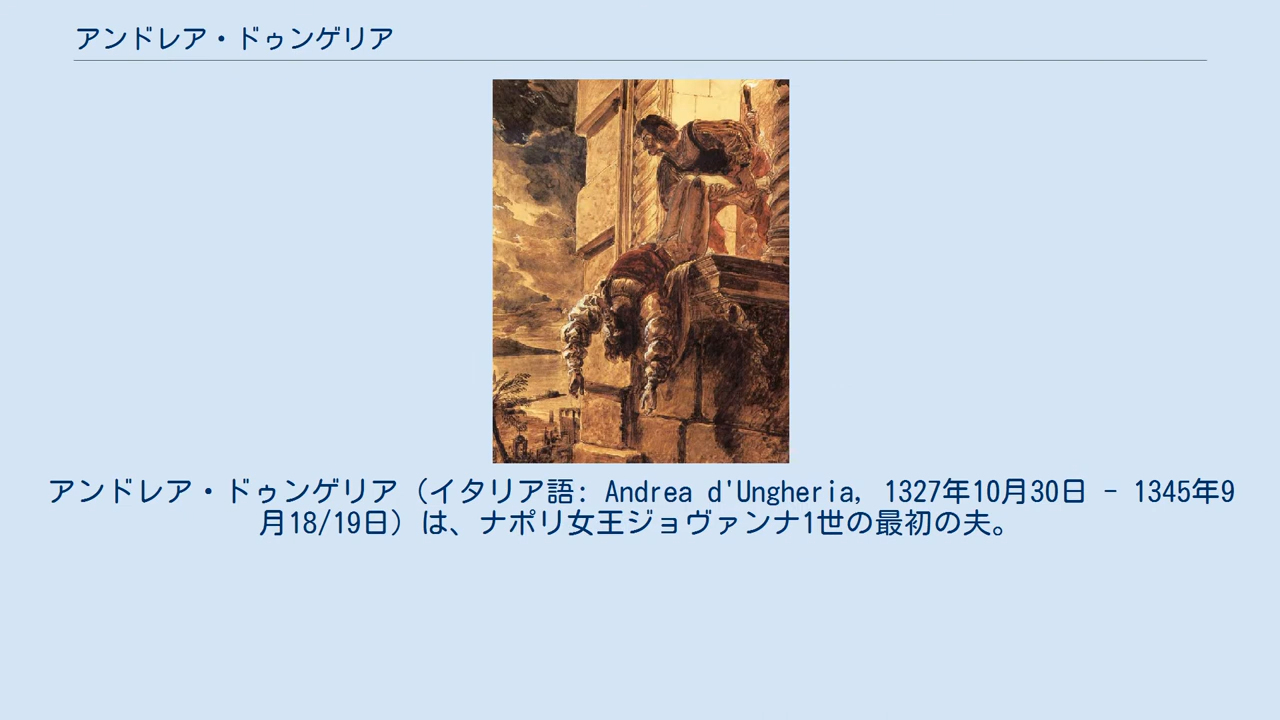 アンドレア・ドゥンゲリア
アンドレア・ドゥンゲリア（イタリア語: Andrea d'Ungheria, 1327年10月30日 - 1345年9
月18/19日）は、ナポリ女王ジョヴァンナ1世の最初の夫。